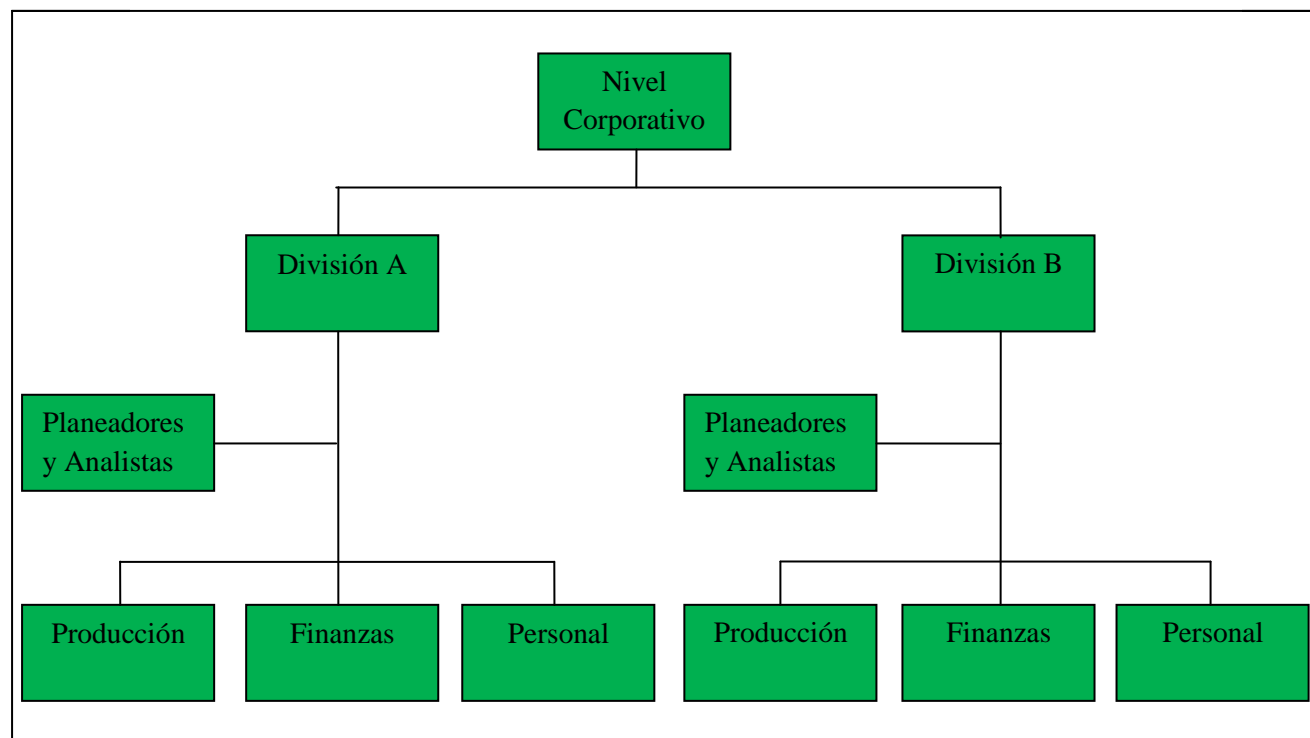 Nivel
Corporativo
División A
División B
Planeadores
y Analistas
Planeadores
y Analistas
Producción
Finanzas
Personal
Producción
Finanzas
Personal